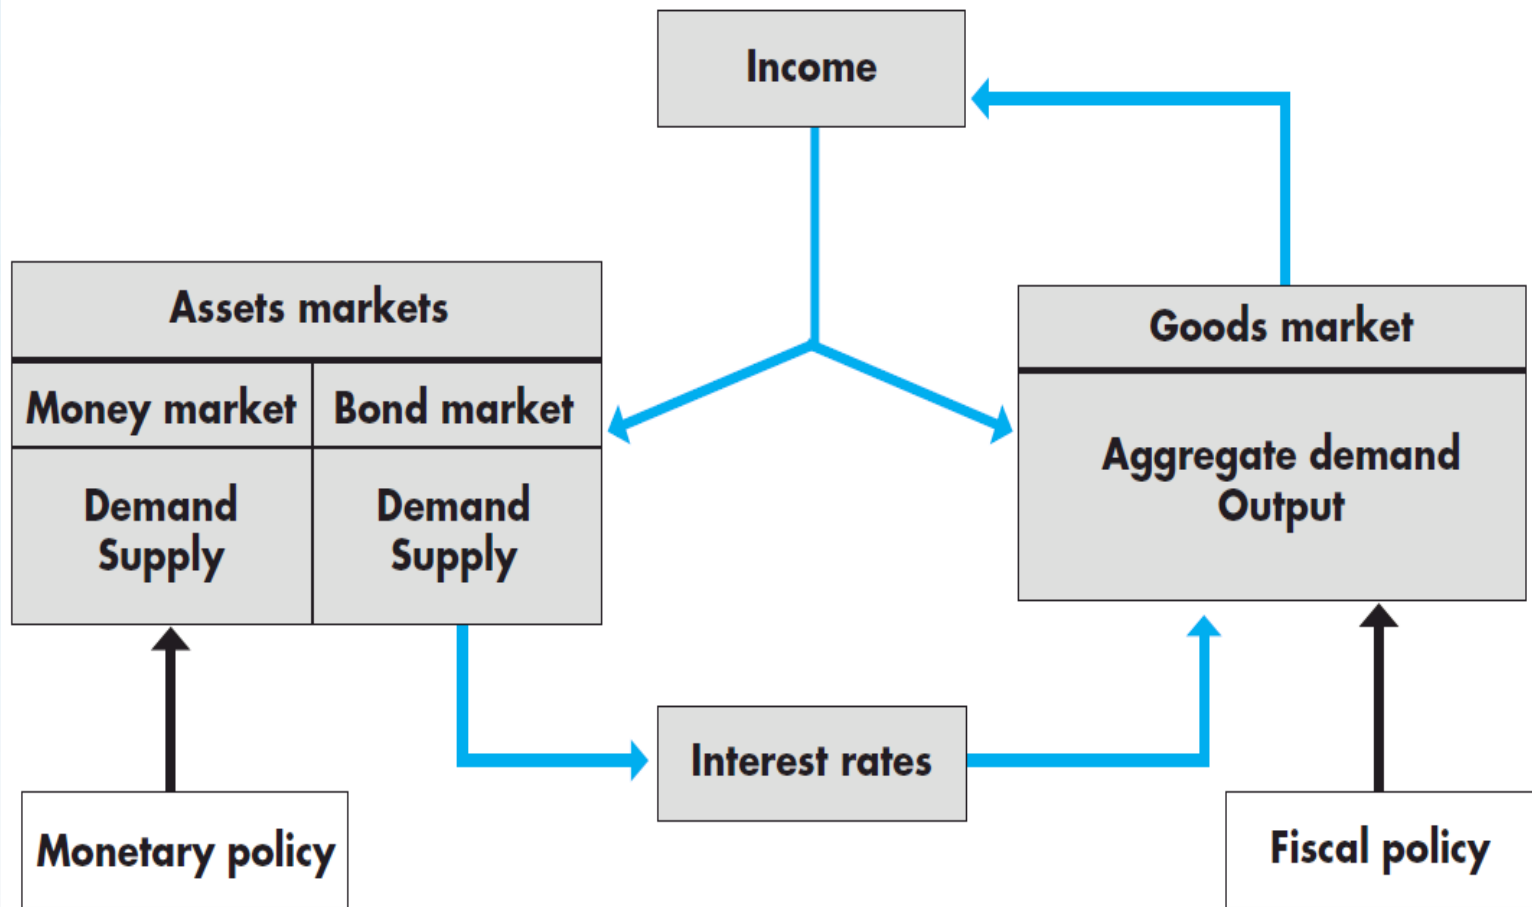 Income
Assets markets
Money market
Bond market
Demand
Supply
Demand
Supply
Goods market
Aggregate demand
Output
Interest rates
Monetary policy
Fiscal policy